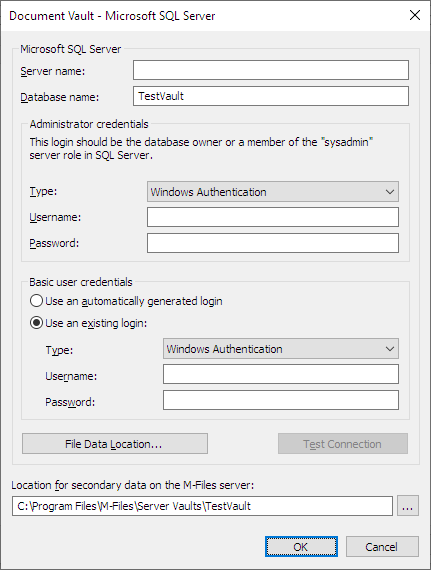 Document Vault - Microsoft SQL Server
Microsoft SQL Server
Server name:
Database name: TestVault
Administrator credentials
This login should be the database owner or a member of the "sysadmin"
server role in SQL Server.
Type: Windows Authentication
Username:
Password:
Basic user credentials
Use an automatically generated login
Use an existing login:
Type: Windows Authentication
Username:
Password:
File Data Location... Test Connection
Location for secondary data on the M-Files server:
C:\Program Files\M-Files\Server Vaults\TestVault ...
OK Cancel